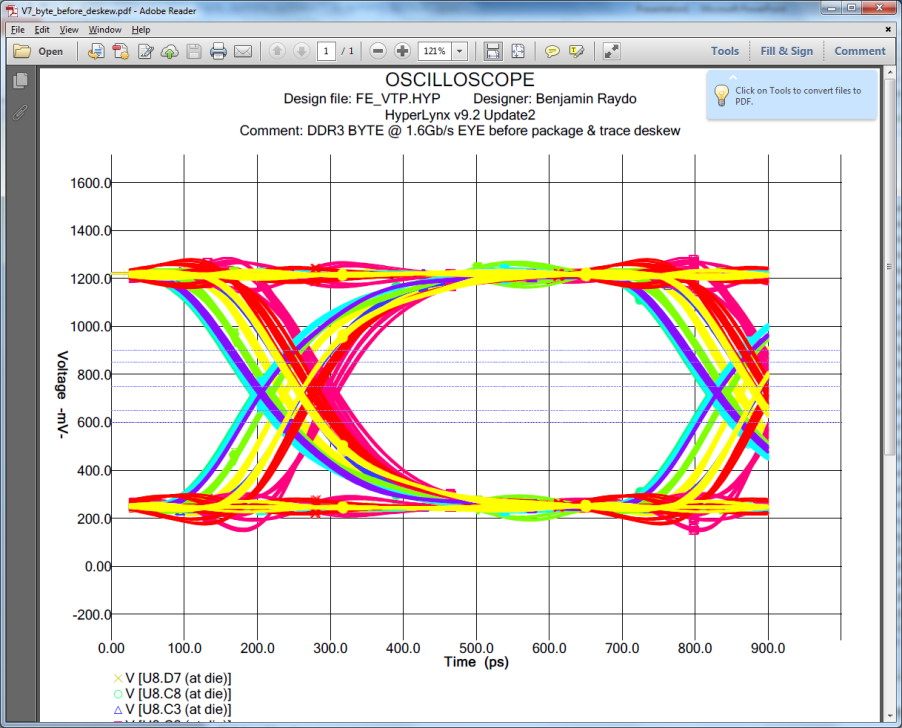 V7_byte_before_deskew.pdf - Adobe Reader
File Edit View Window Help
Open 1 / 1 121% Tools Fill & Sign Comment
OSCILLOSCOPE
Design file: FE_VTP.HYP Designer: Benjamin Raydo
HyperLynx v9.2 Update2
Comment: DDR3 BYTE @ 1.6Gb/s EYE before package & trace deskew
Click on Tools to convert files to
PDF.
1600.0
1400.0
1200.0
1000.0
800.0
600.0
400.0
200.0
0.00
-200.0
Voltage -mV-
0.00 100.0 200.0 300.0 400.0 500.0 600.0 700.0 800.0 900.0
Time (ps)
V [U8.D7 (at die)]
V [U8.C8 (at die)]
V [U8.C3 (at die)]